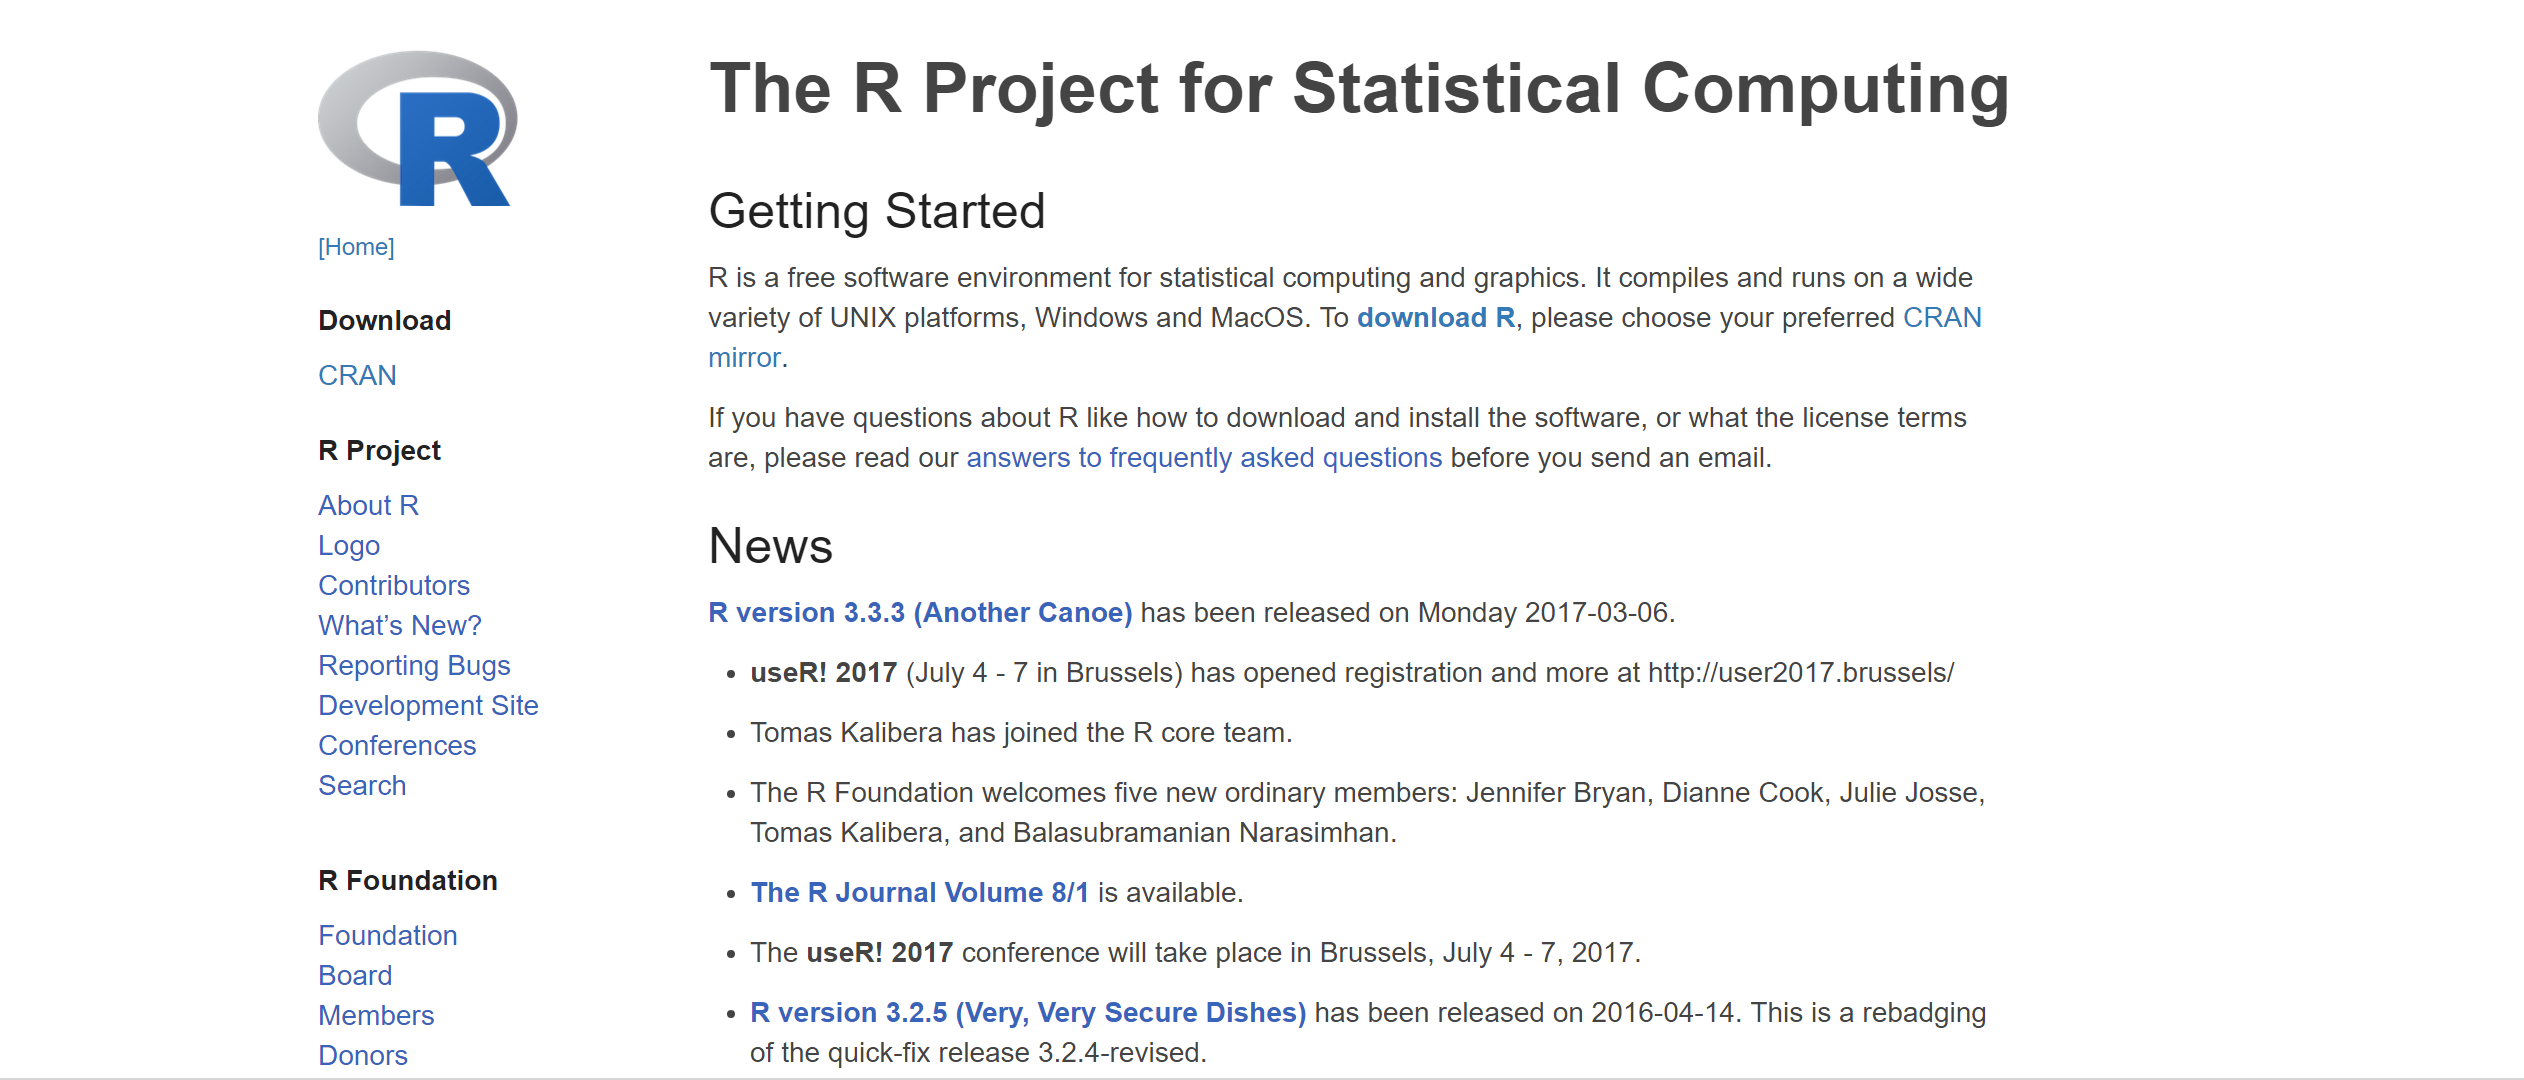 R
[Home]
Download
CRAN
R Project
About R
Logo
Contributors
What’s New?
Reporting Bugs
Development Site
Conferences
Search
R Foundation
Foundation
Board
Members
Donors
The R Project for Statistical Computing
Getting Started
R is a free software environment for statistical computing and graphics. It compiles and runs on a wide
variety of UNIX platforms, Windows and MacOS. To download R, please choose your preferred CRAN
mirror.
If you have questions about R like how to download and install the software, or what the license terms
are, please read our answers to frequently asked questions before you send an email.
News
R version 3.3.3 (Another Canoe) has been released on Monday 2017-03-06.
• useR! 2017 (July 4 - 7 in Brussels) has opened registration and more at http://user2017.brussels/
• Tomas Kalibera has joined the R core team.
• The R Foundation welcomes five new ordinary members: Jennifer Bryan, Dianne Cook, Julie Josse,
Tomas Kalibera, and Balasubramanian Narasimhan.
• The R Journal Volume 8/1 is available.
• The useR! 2017 conference will take place in Brussels, July 4 - 7, 2017.
• R version 3.2.5 (Very, Very Secure Dishes) has been released on 2016-04-14. This is a rebadging
of the quick-fix release 3.2.4-revised.